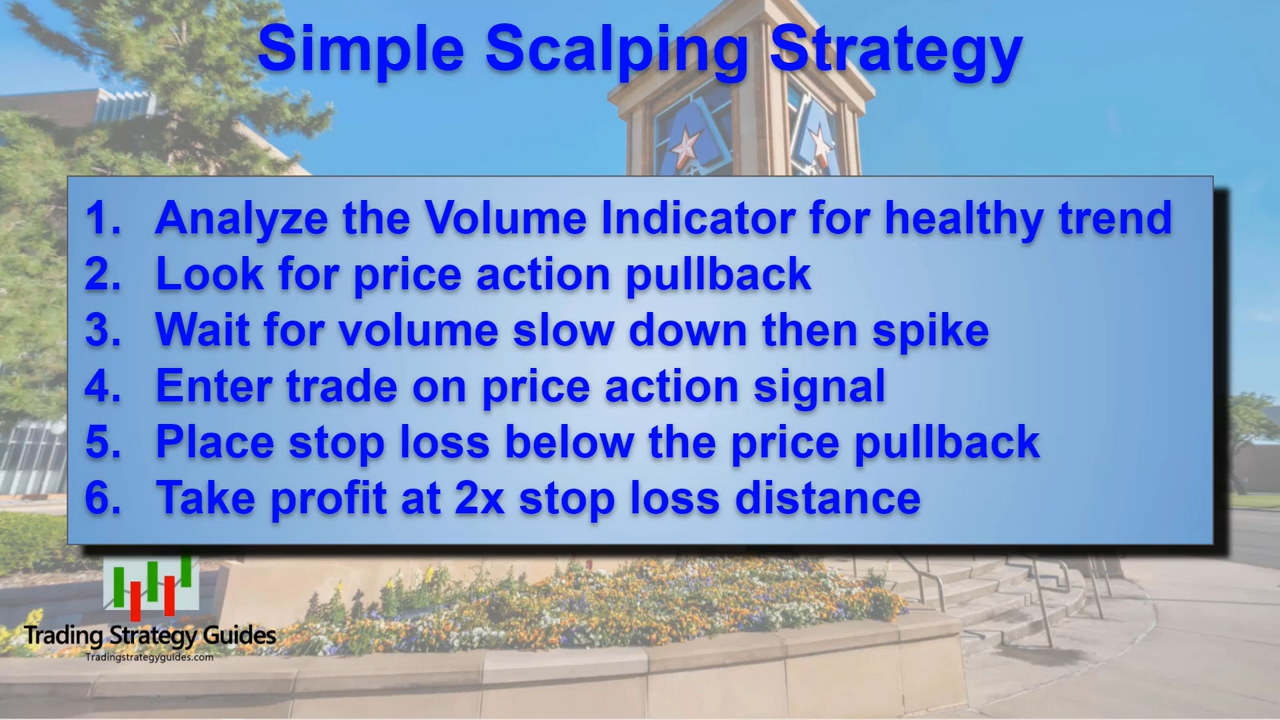 Simple Scalping Strategy
1. Analyze the Volume Indicator for healthy trend
2. Look for price action pullback
3. Wait for volume slow down then spike
4. Enter trade on price action signal
5. Place stop loss below the price pullback
6. Take profit at 2x stop loss distance
Trading Strategy Guides
Tradingstrategyguides.com